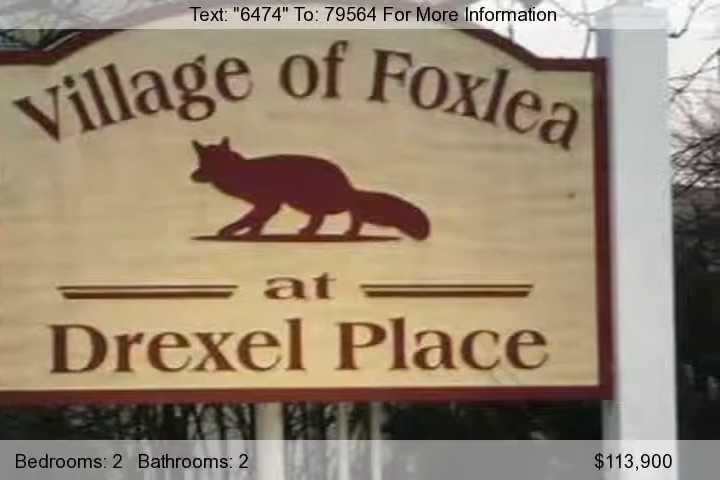 Text: "6474" To: 79564 For More Information
Village of Foxlea
at
Drexel Place
Bedrooms: 2 Bathrooms: 2 $113,900